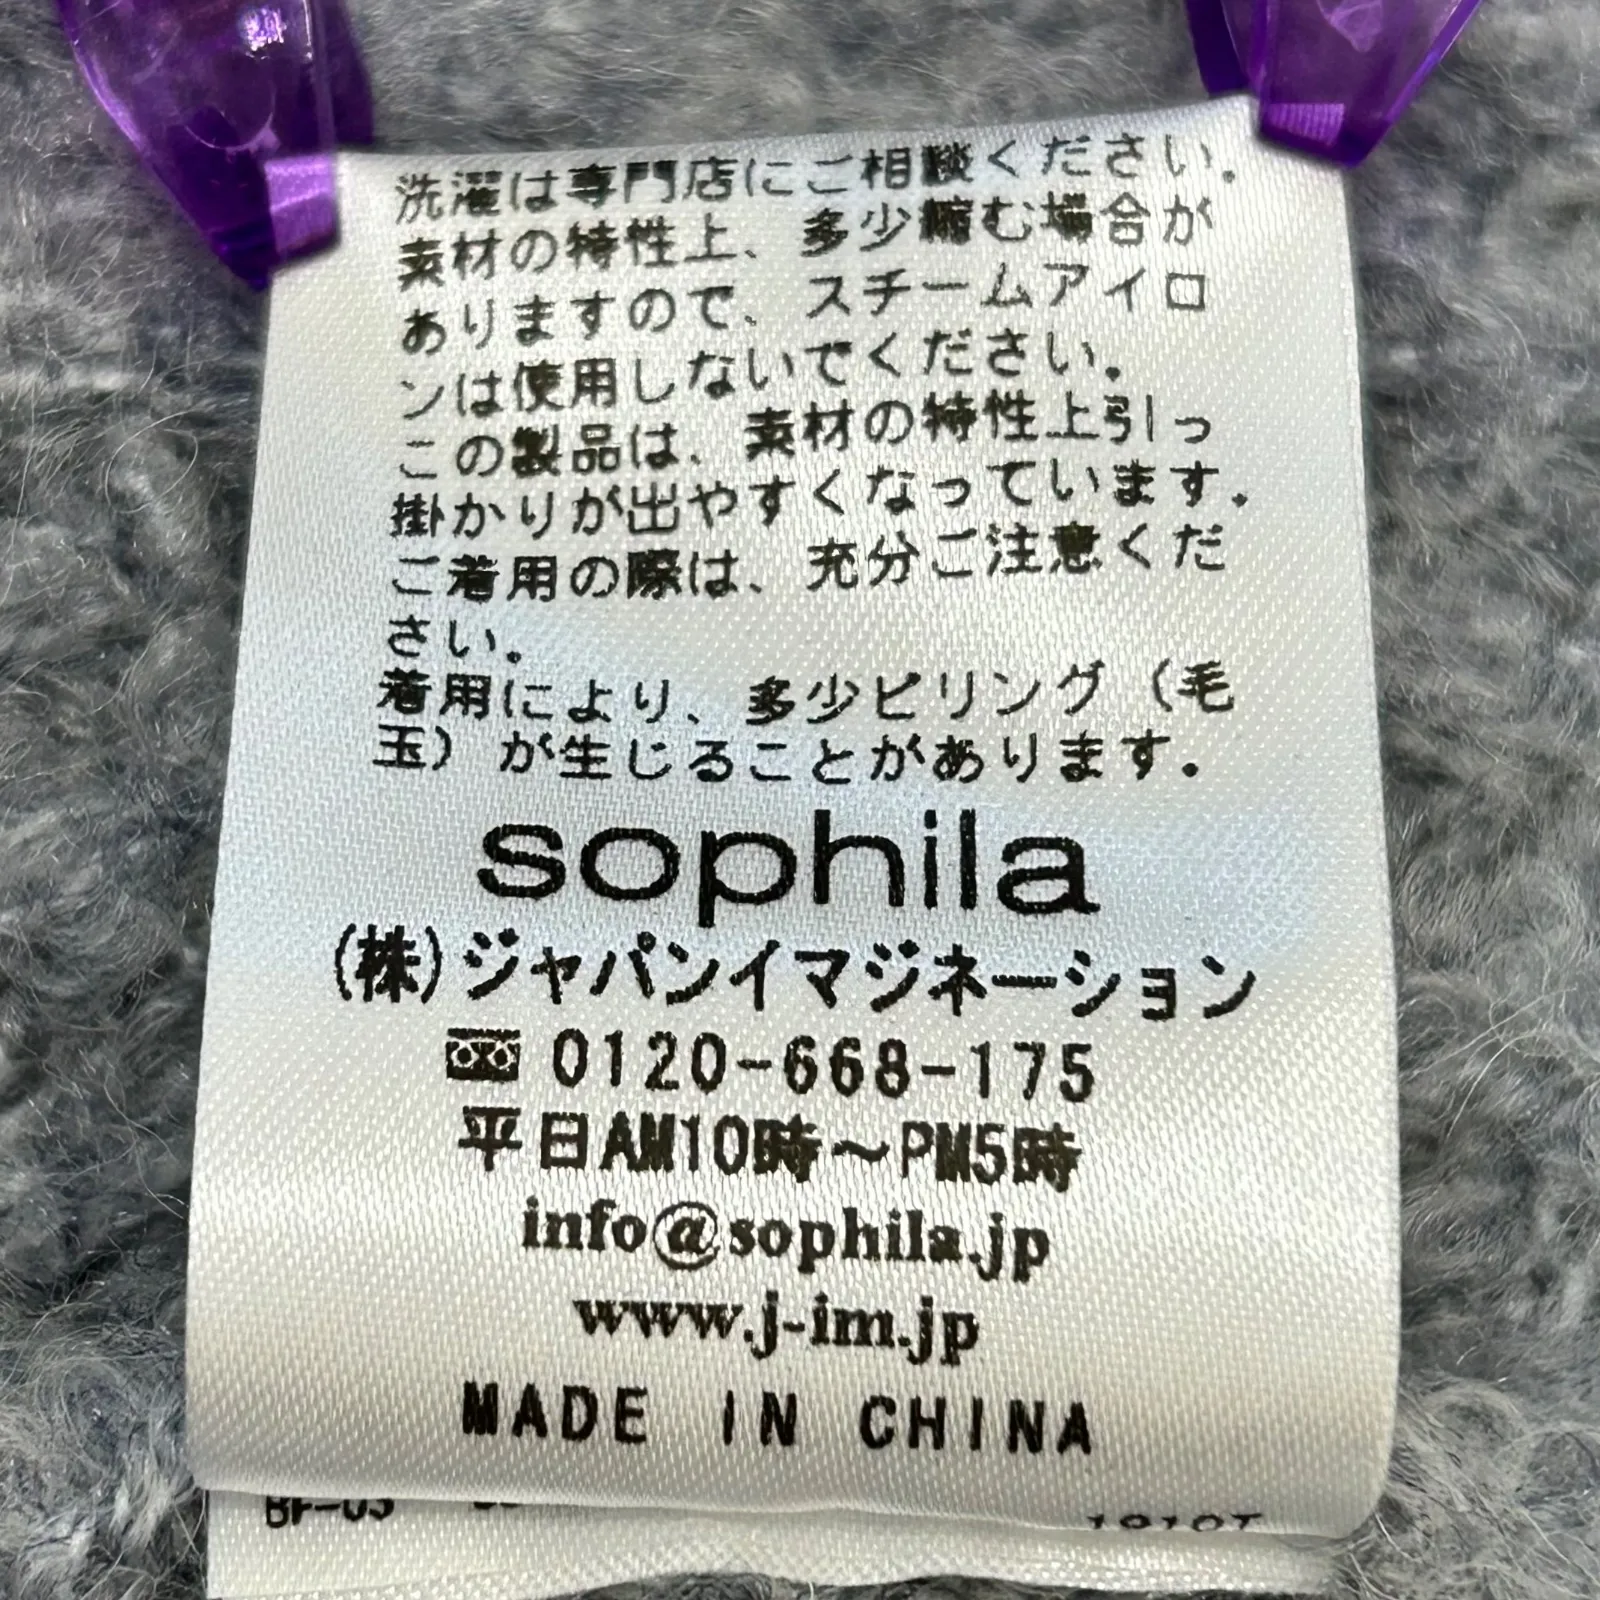 洗濯は専門店にご相談ください。
素材の特性上、多少縮む場合が
ありますので、スチームアイロ
ンは使用しないでください。
この製品は、素材の特性上引っ
掛かりが出やすくなっています。
ご着用の際は、充分ご注意くだ
さい。
着用により、多少ピリング（毛
玉）が生じることがあります。
sophila
(株)ジャパンイマジネーション
0120-668-175
平日AM10時～PM5時
info@sophila.jp
www.j-im.jp
MADE IN CHINA